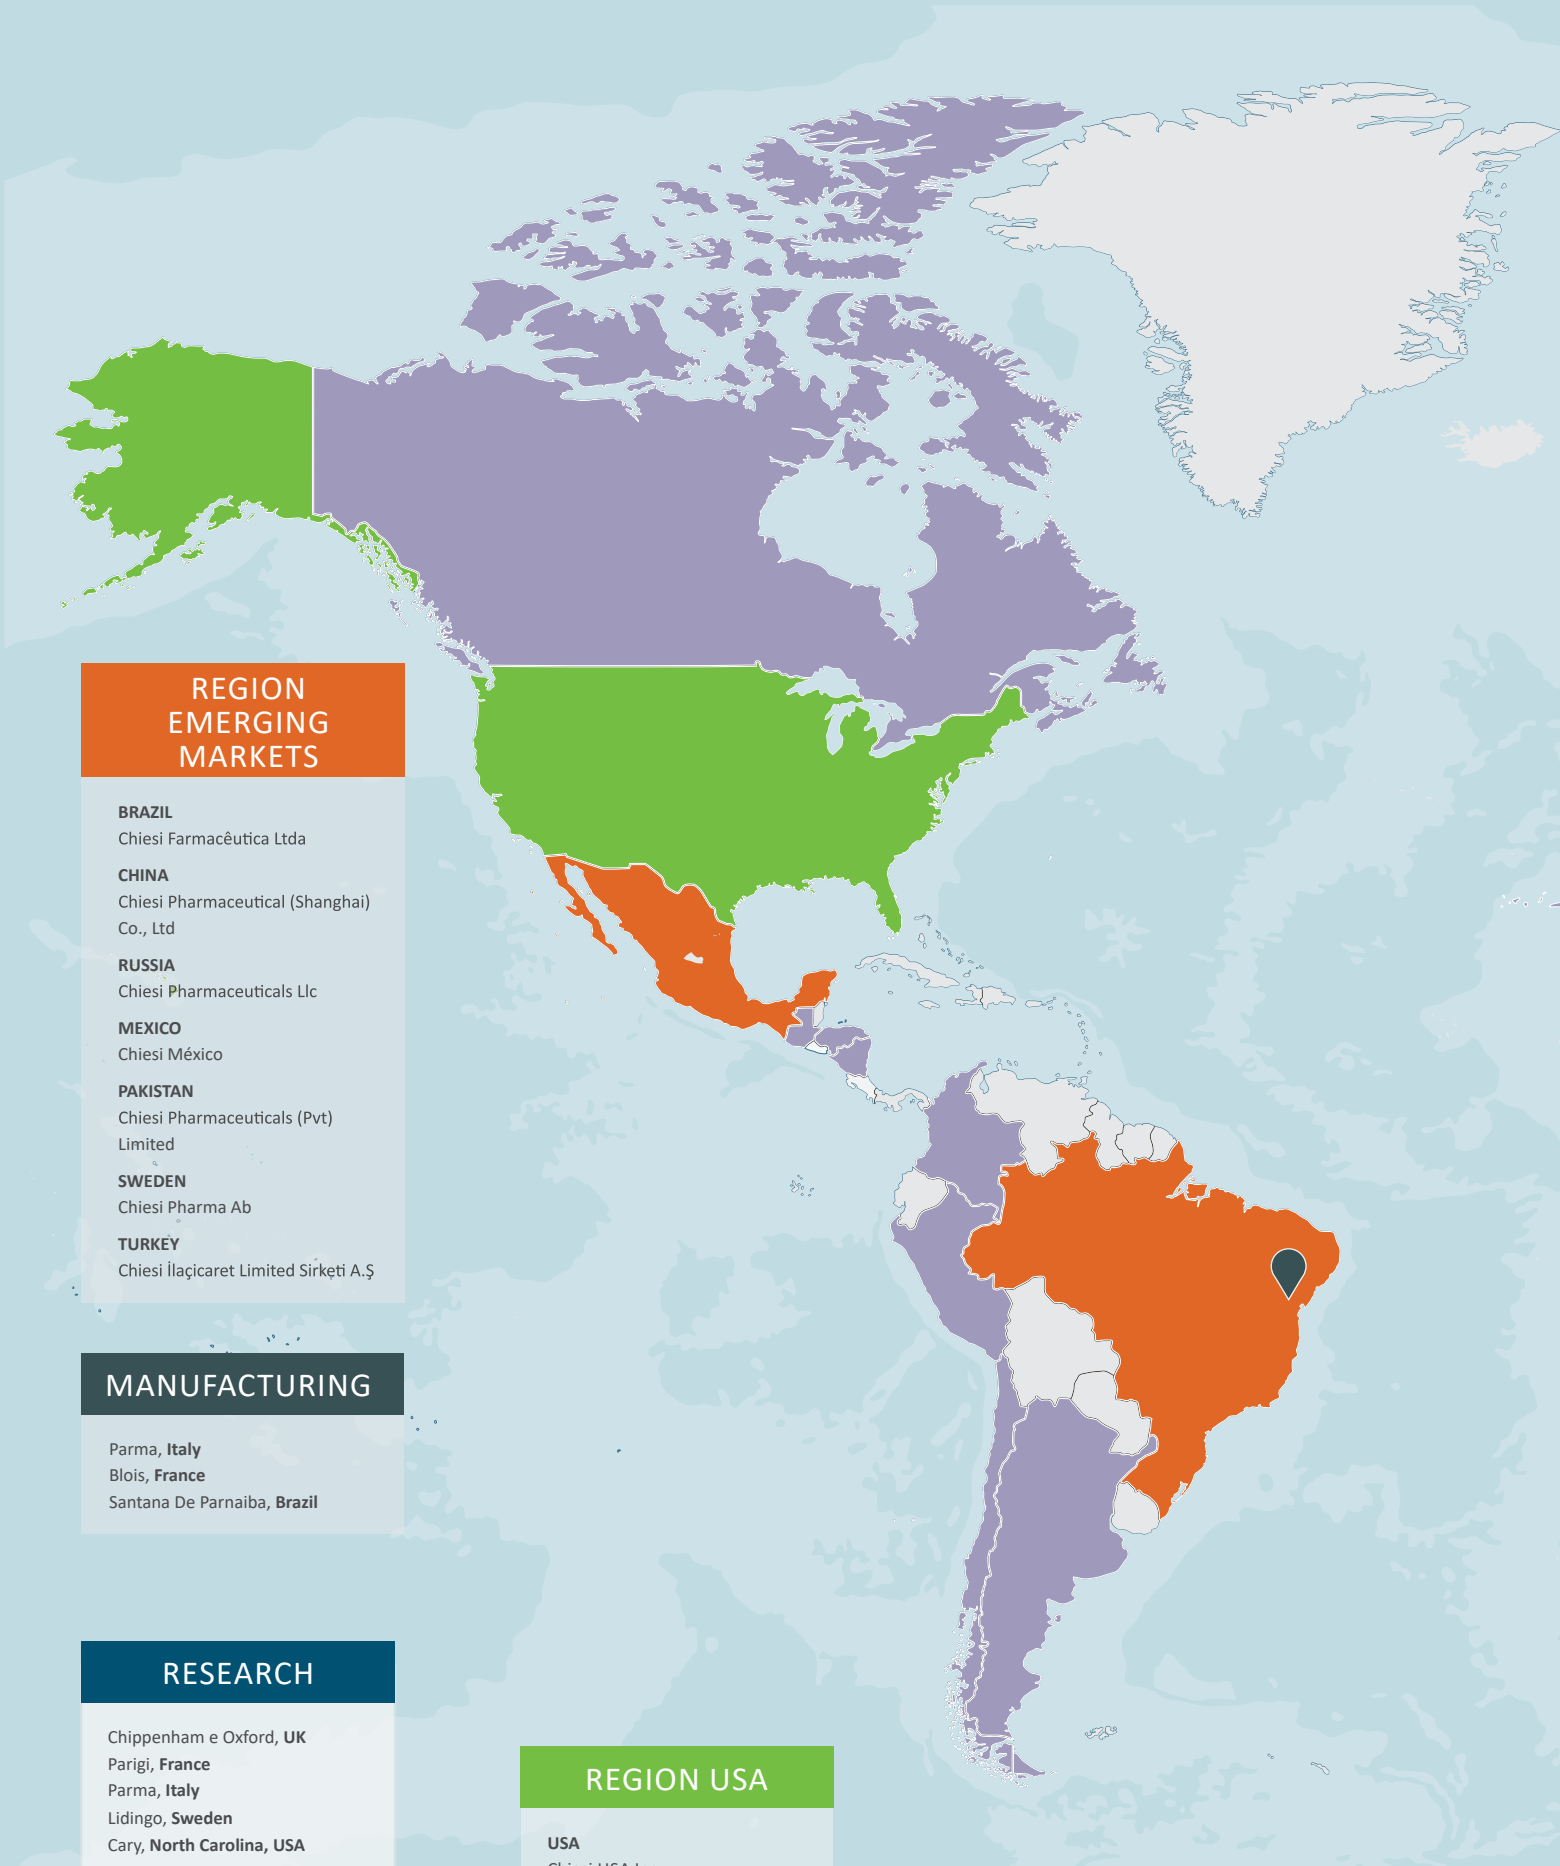 REGION
EMERGING
MARKETS
BRAZIL
Chiesi Farmacêutica Ltda
CHINA
Chiesi Pharmaceutical (Shanghai)
Co., Ltd
RUSSIA
Chiesi Pharmaceuticals Llc
MEXICO
Chiesi México
PAKISTAN
Chiesi Pharmaceuticals (Pvt)
Limited
SWEDEN
Chiesi Pharma Ab
TURKEY
Chiesi İlaçicaret Limited Sirketi A.Ş
MANUFACTURING
Parma, Italy
Blois, France
Santana De Parnaiba, Brazil
RESEARCH
Chippenham e Oxford, UK
Parigi, France
Parma, Italy
Lidingo, Sweden
Cary, North Carolina, USA
REGION USA
USA
Chiesi USA